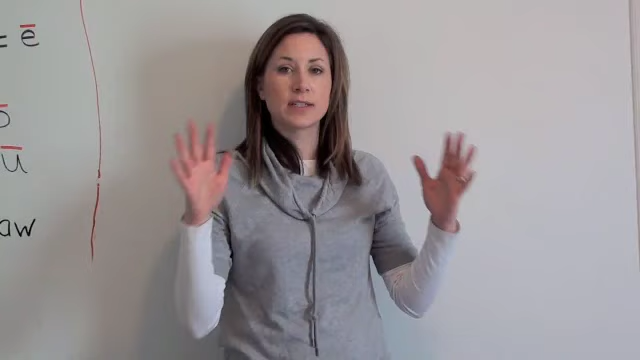 = ē
ō
ū
aw